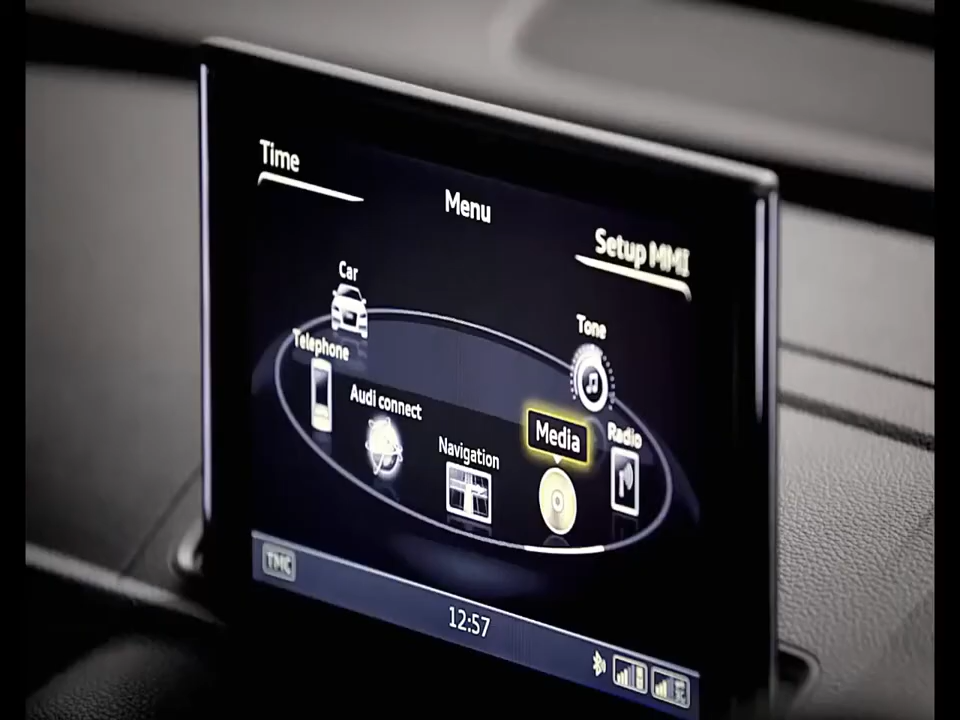 Time
Menu
Setup MMI
Car
Tone
Telephone
Audi connect
Media
Radio
Navigation
TMC
12:57